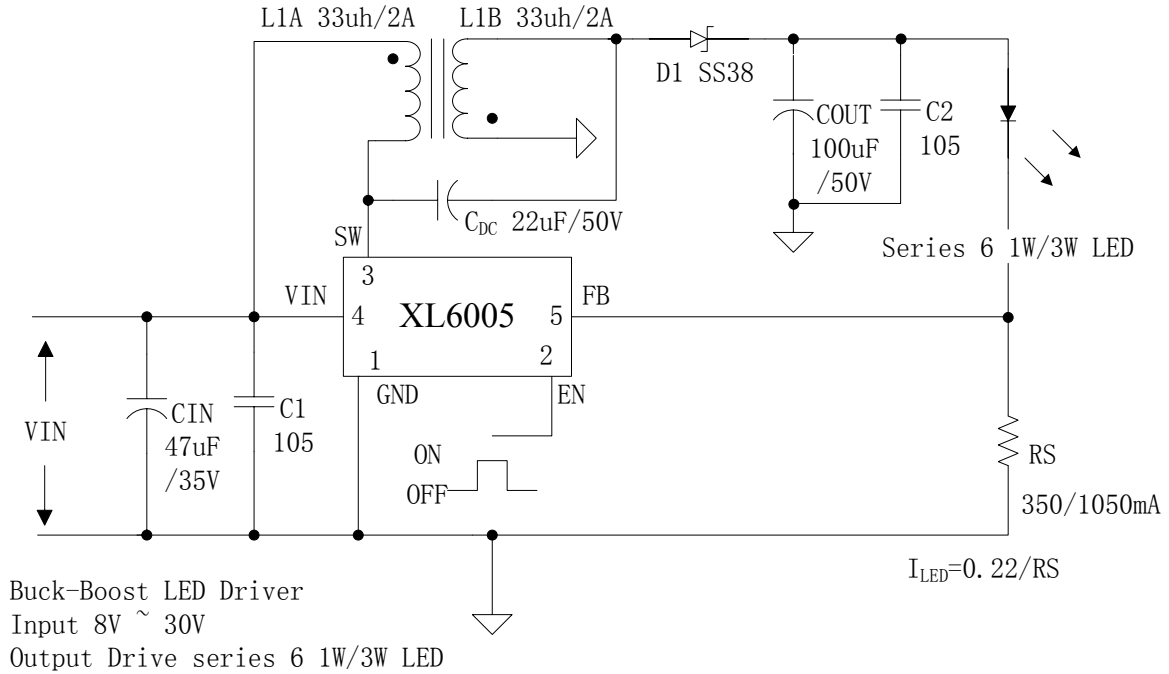 L1A 33uh/2A
L1B 33uh/2A
D1 SS38
COUT
100uF
/50V
C2
105
C_DC 22uF/50V
SW
3
Series 6 1W/3W LED
VIN
4
XL6005
5
FB
1
2
GND
EN
VIN
CIN
47uF
/35V
C1
105
ON
OFF
RS
350/1050mA
I_LED=0.22/RS
Buck-Boost LED Driver
Input 8V ~ 30V
Output Drive series 6 1W/3W LED